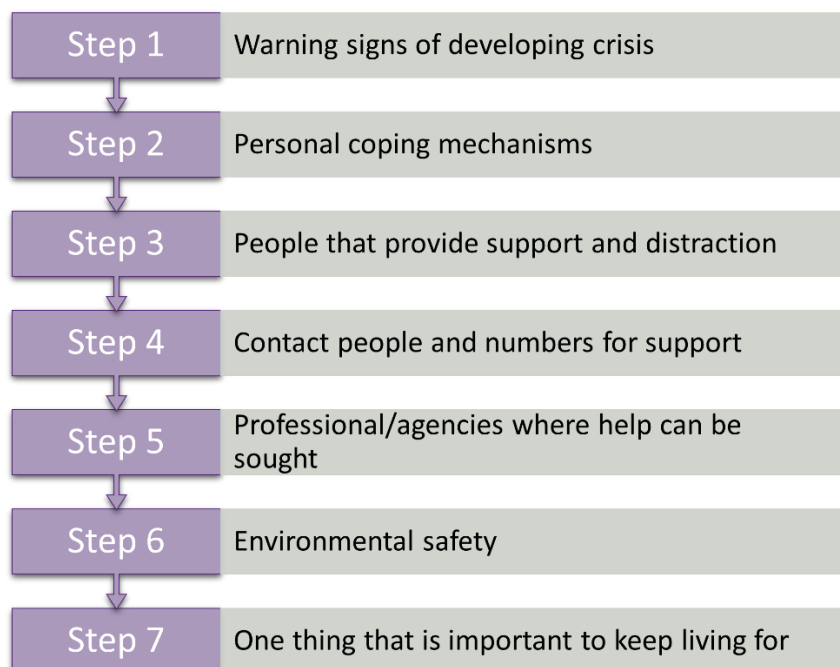 Step 1
Warning signs of developing crisis
Step 2
Personal coping mechanisms
Step 3
People that provide support and distraction
Step 4
Contact people and numbers for support
Step 5
Professional/agencies where help can be
sought
Step 6
Environmental safety
Step 7
One thing that is important to keep living for